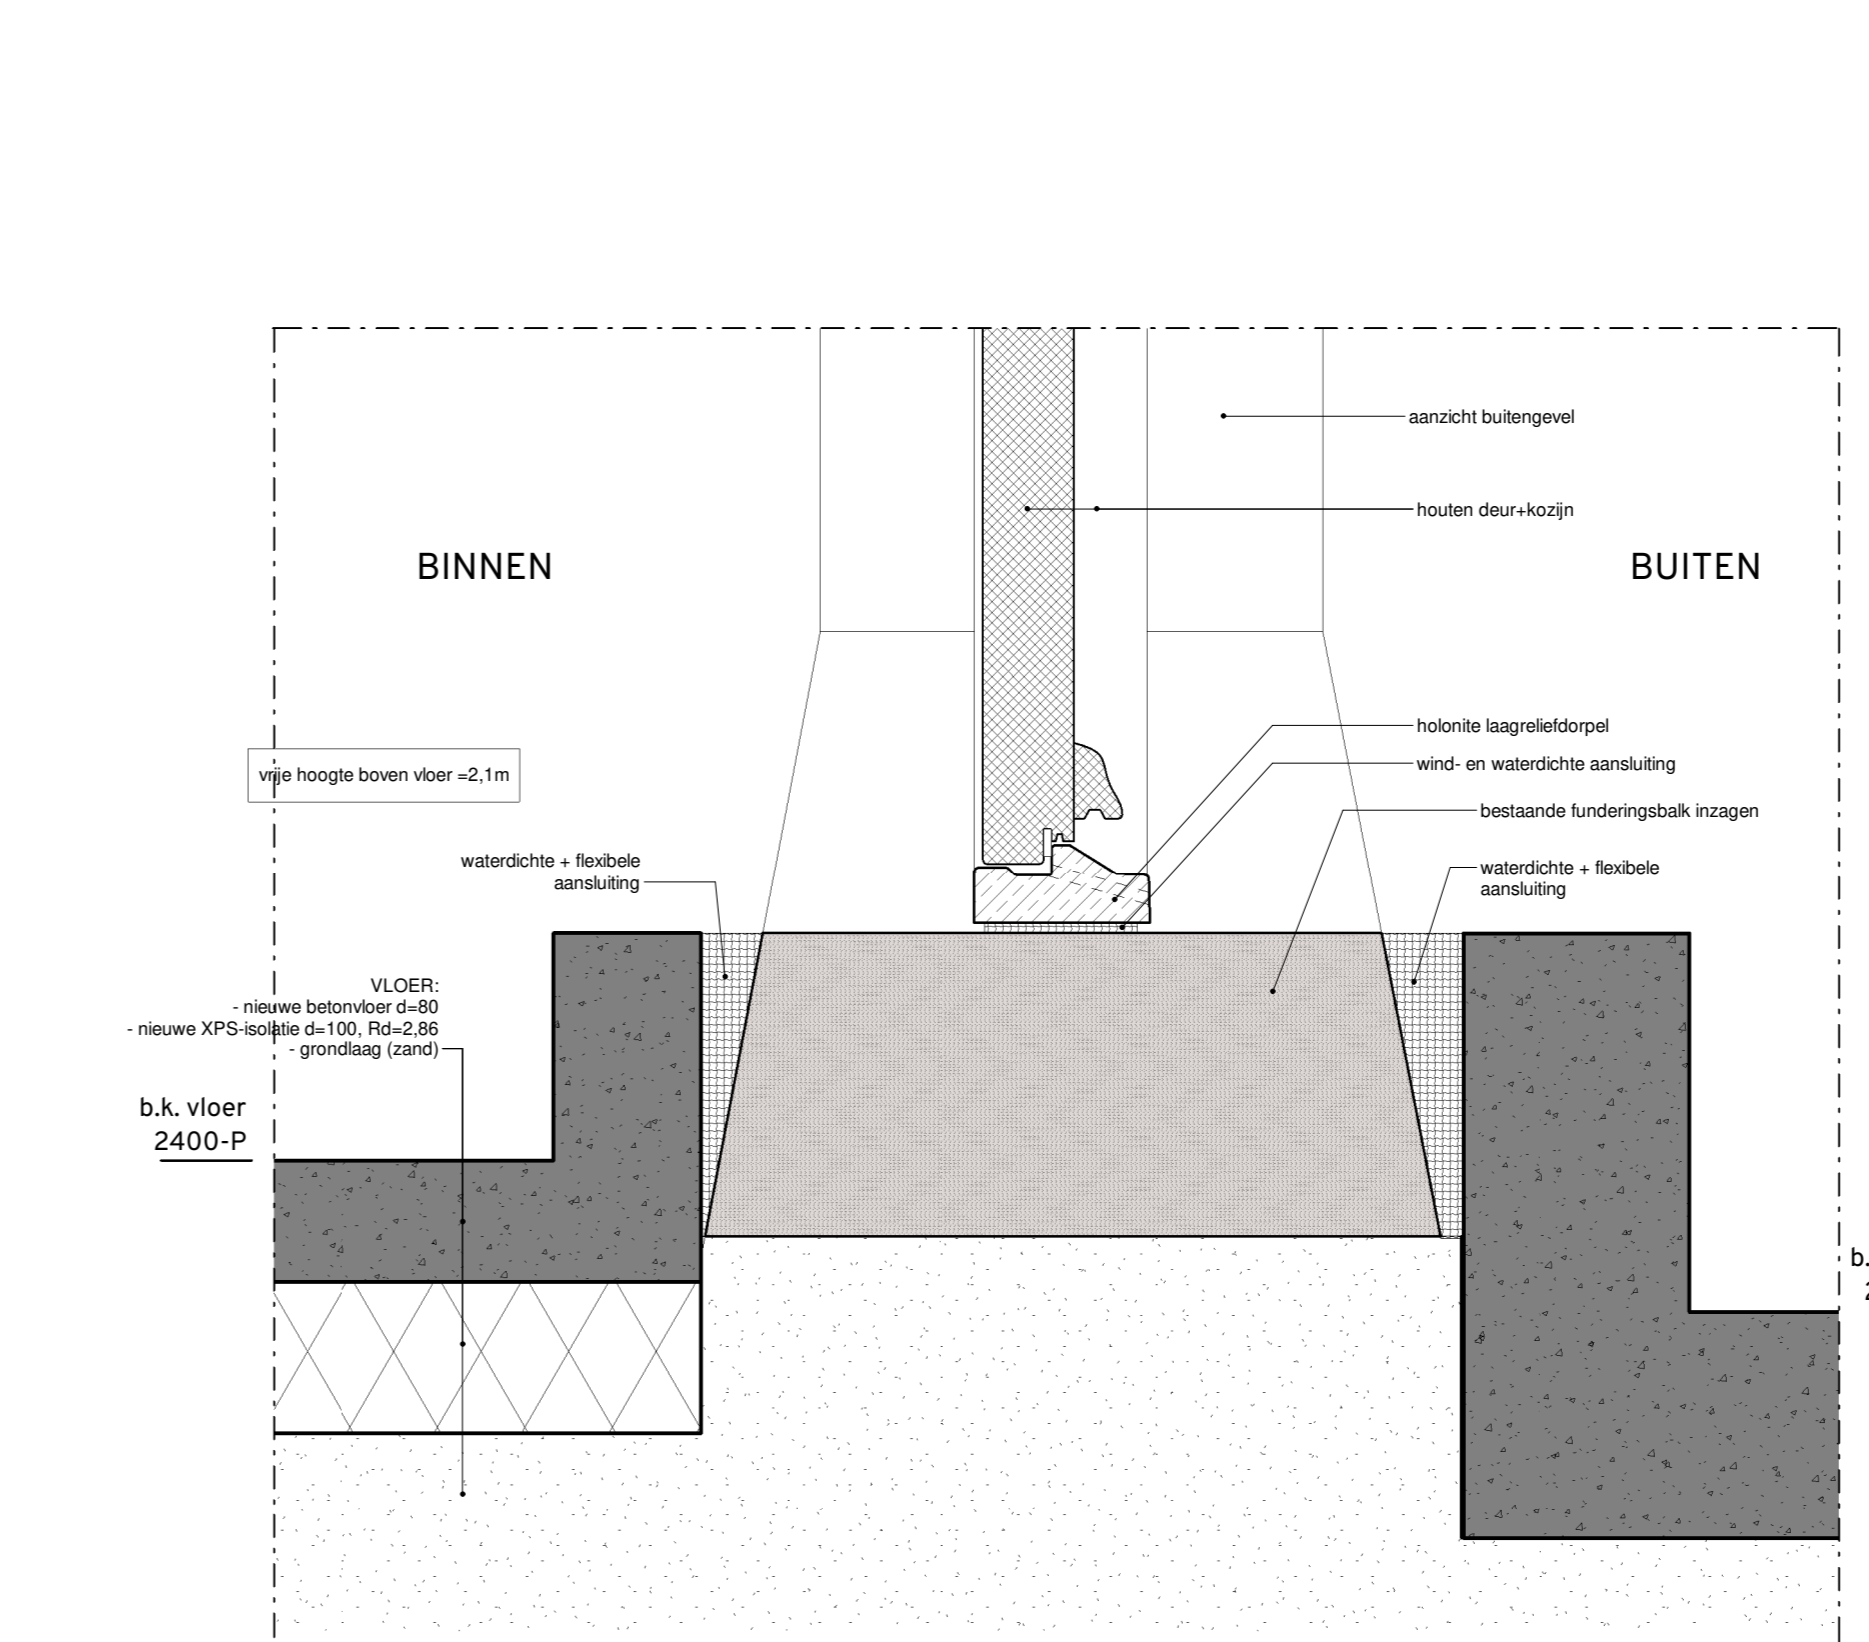 aanzicht buitengevel
houten deur+kozijn
BINNEN
BUITEN
holonite laagreliefdorpel
wind- en waterdichte aansluiting
vrije hoogte boven vloer =2,1m
bestaande funderingsbalk inzagen
waterdichte + flexibele
aansluiting
waterdichte + flexibele
aansluiting
VLOER:
- nieuwe betonvloer d=80
- nieuwe XPS-isolatie d=100, Rd=2,86
- grondlaag (zand)
b.k. vloer
2400-P
b.